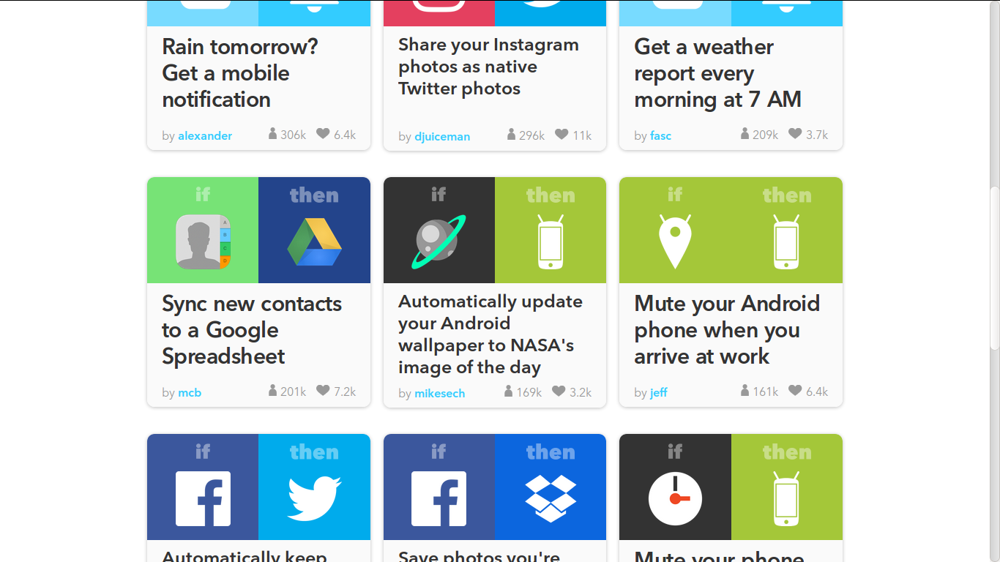 Rain tomorrow?
Get a mobile
notification
by alexander 306k 6.4k
Share your Instagram
photos as native
Twitter photos
by djuiceman 296k 11k
Get a weather
report every
morning at 7 AM
by fasc 209k 3.7k
if then
A
B
C
D
Sync new contacts
to a Google
Spreadsheet
by mcb 201k 7.2k
if then
Automatically update
your Android
wallpaper to NASA's
image of the day
by mikesech 169k 3.2k
if then
Mute your Android
phone when you
arrive at work
by jeff 161k 6.4k
if then
Automatically keep
if then
Save photos you're
if then
Mute your phone